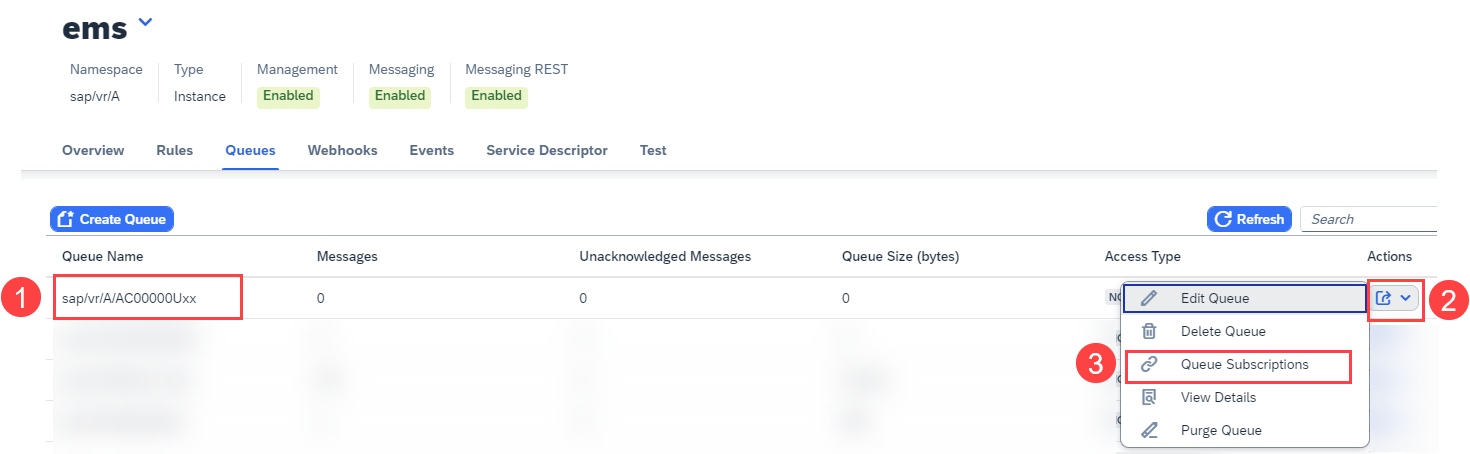 ems
Namespace Type Management Messaging Messaging REST
sap/vr/A Instance Enabled Enabled Enabled
Overview Rules Queues Webhooks Events Service Descriptor Test
Create Queue Refresh Search
Queue Name Messages Unacknowledged Messages Queue Size (bytes) Access Type Actions
1 sap/vr/A/AC00000Uxx 0 0 0 Edit Queue 2
Delete Queue
3 Queue Subscriptions
View Details
Purge Queue